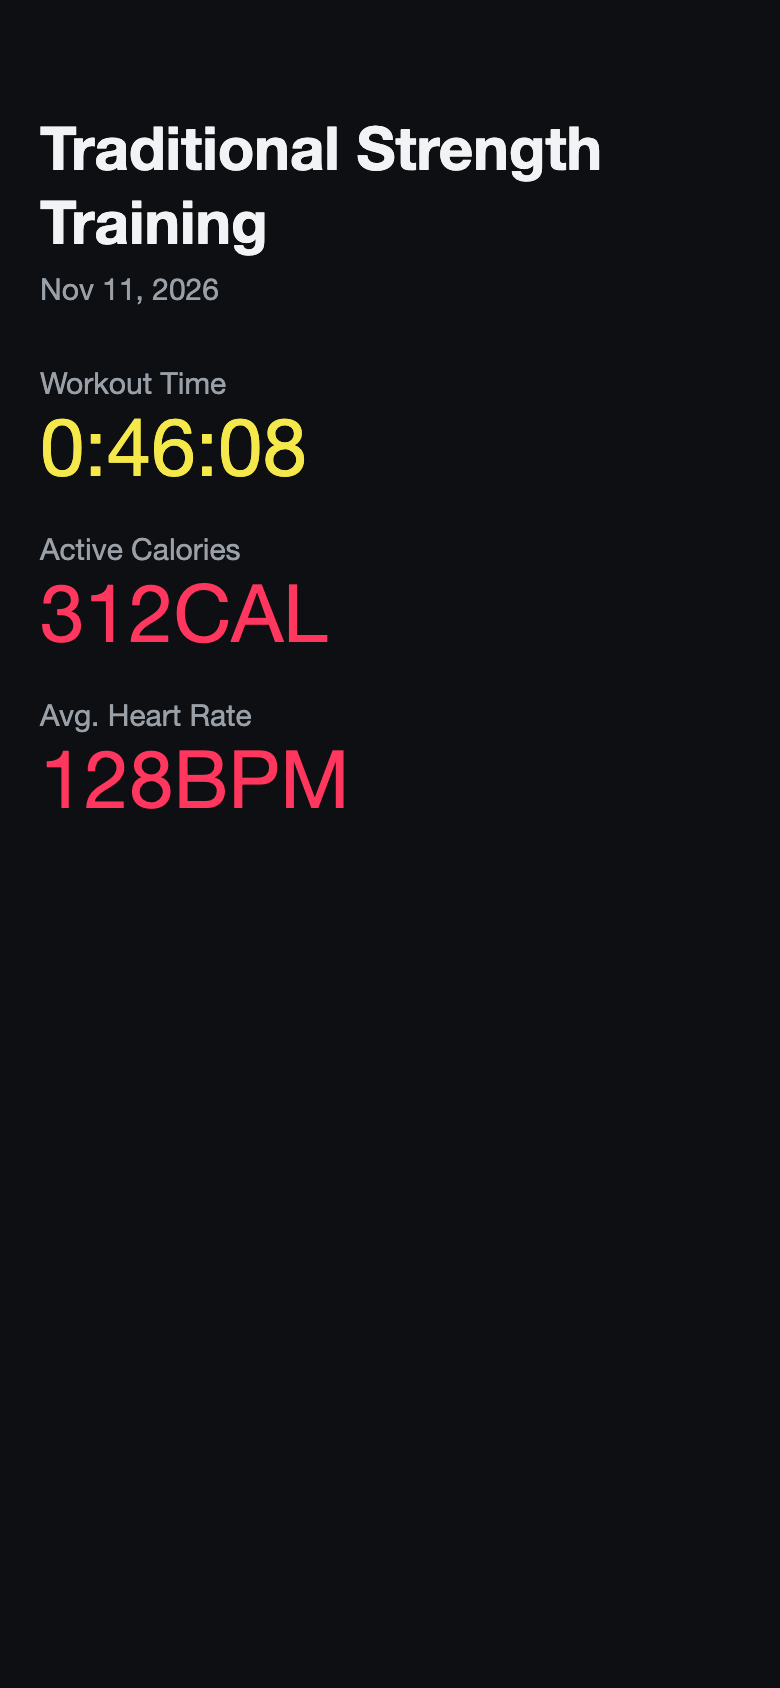 Traditional Strength
Training
Nov 11, 2026
Workout Time
0:46:08
Active Calories
312CAL
Avg. Heart Rate
128BPM